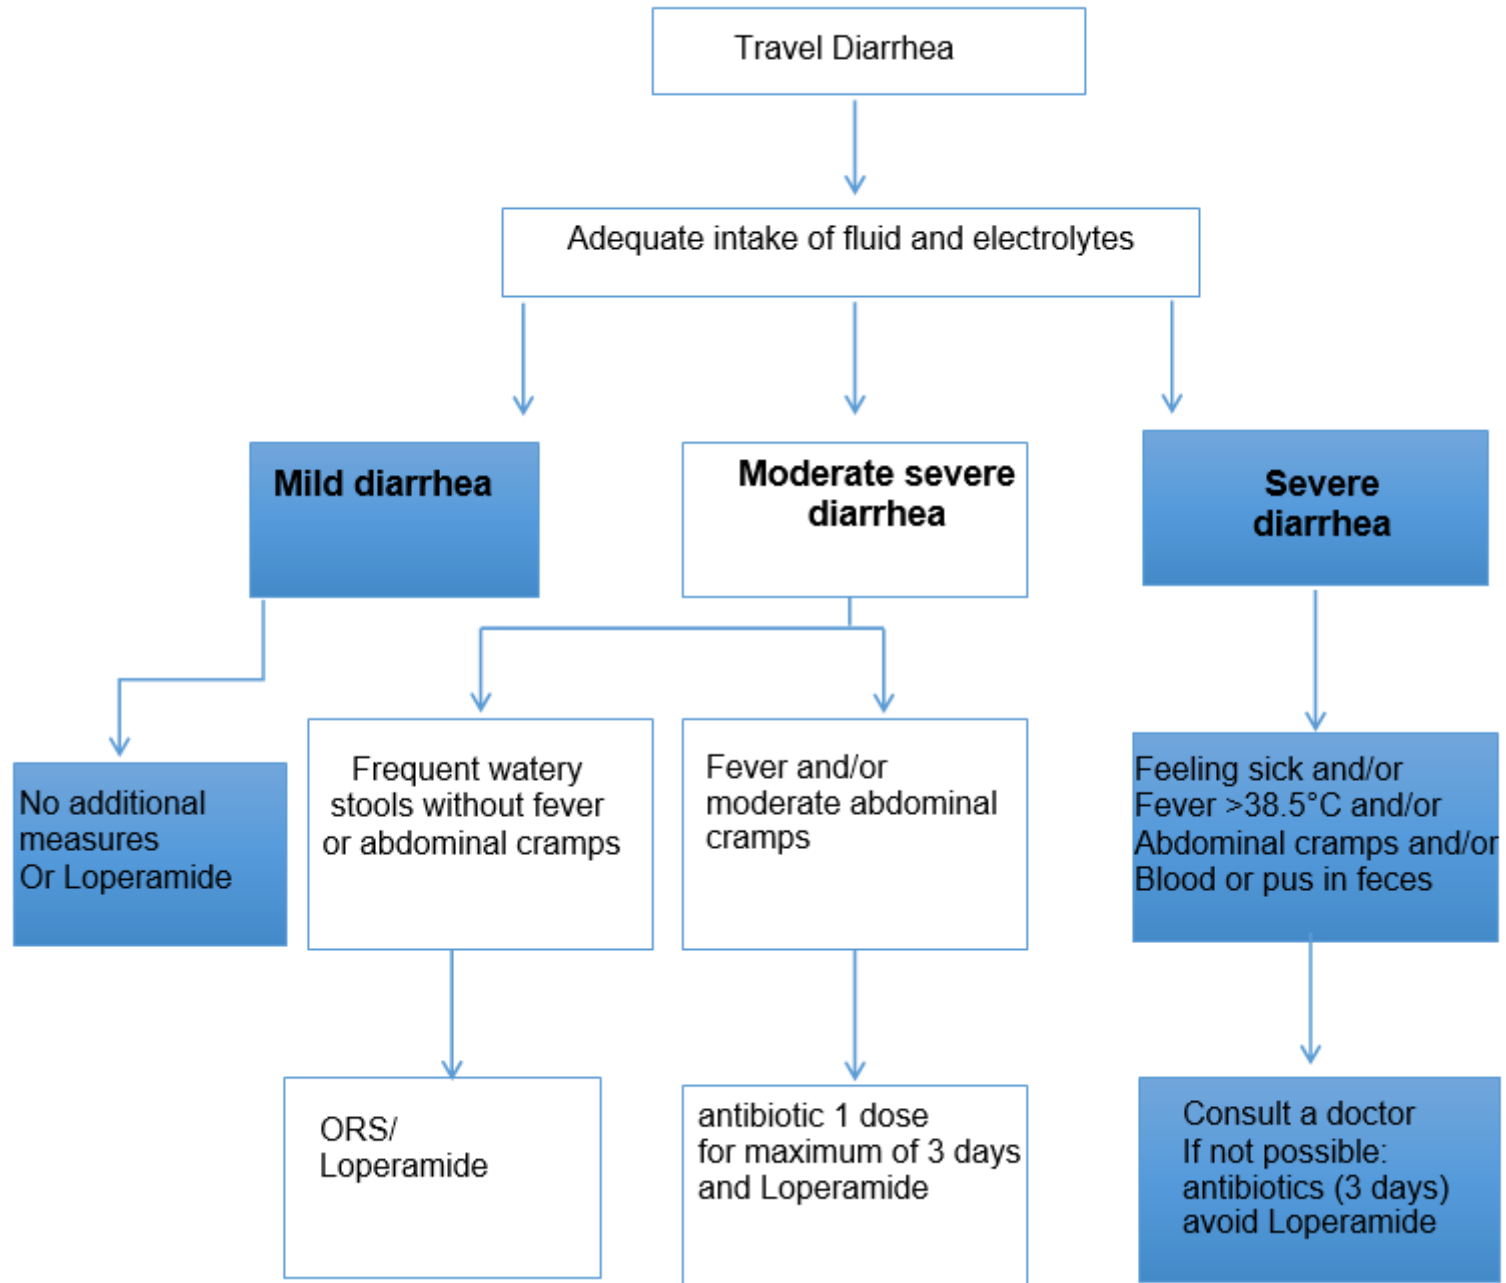 Travel Diarrhea
Adequate intake of fluid and electrolytes
Mild diarrhea
Moderate severe
diarrhea
Severe
diarrhea
No additional
measures
Or Loperamide
Frequent watery
stools without fever
or abdominal cramps
Fever and/or
moderate abdominal
cramps
Feeling sick and/or
Fever >38.5°C and/or
Abdominal cramps and/or
Blood or pus in feces
ORS/
Loperamide
antibiotic 1 dose
for maximum of 3 days
and Loperamide
Consult a doctor
If not possible:
antibiotics (3 days)
avoid Loperamide